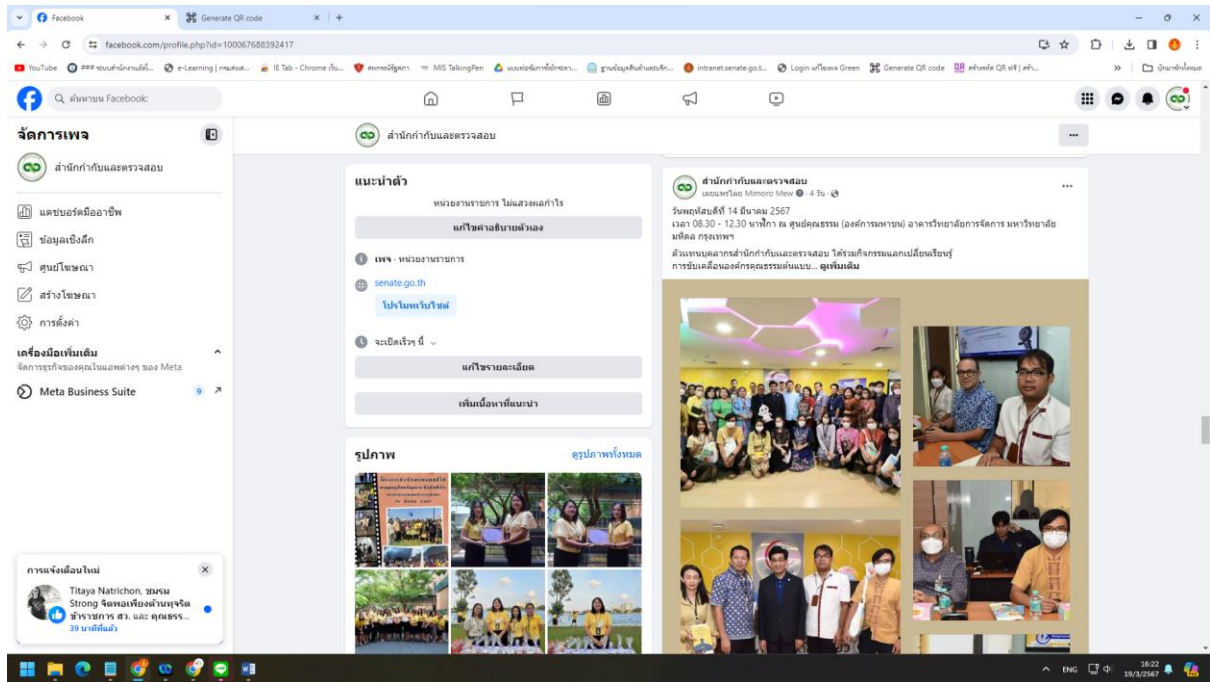 Facebook
Generate QR code
facebook.com/profile.php?id=100067688392417
YouTube
e-Learning | กรมส่งเส...
IE Tab - Chrome เว็บ...
MIS TalkingPen
intranet.senate.go.t...
Login
Green
Generate QR code
ค้นหาบน Facebook
จัดการเพจ
สำนักกำกับและตรวจสอบ
แดชบอร์ดมืออาชีพ
ข้อมูลเชิงลึก
ศูนย์โฆษณา
สร้างโฆษณา
การตั้งค่า
เครื่องมือเพิ่มเติม
จัดการธุรกิจของคุณในแอพต่างๆ ของ Meta
Meta Business Suite
9
การแจ้งเตือนใหม่
Titaya Natrichon, ชมรม
Strong จิตพอเพียงต้านทุจริต
ข้าราชการ สว. และ คุณธรร...
39 นาทีที่แล้ว
สำนักกำกับและตรวจสอบ
แนะนำตัว
หน่วยงานราชการ ไม่แสวงผลกำไร
แก้ไขคำอธิบายตัวเอง
เพจ · หน่วยงานราชการ
senate.go.th
โปรโมทเว็บไซต์
จะเปิดเร็วๆ นี้
แก้ไขรายละเอียด
เพิ่มเนื้อหาที่แนะนำ
รูปภาพ
ดูรูปภาพทั้งหมด
สำนักกำกับและตรวจสอบ
เผยแพร่โดย Mimoro Mew · 4 วัน ·
วันพฤหัสบดีที่ 14 มีนาคม 2567
เวลา 08.30 - 12.30 นาฬิกา ณ ศูนย์คุณธรรม (องค์การมหาชน) อาคารวิทยาลัยการจัดการ มหาวิทยาลัย
มหิดล กรุงเทพฯ
ตัวแทนบุคลากรสำนักกำกับและตรวจสอบ ได้ร่วมกิจกรรมแลกเปลี่ยนเรียนรู้
การขับเคลื่อนองค์กรคุณธรรมต้นแบบ... ดูเพิ่มเติม
ENG
16:22
19/3/2567